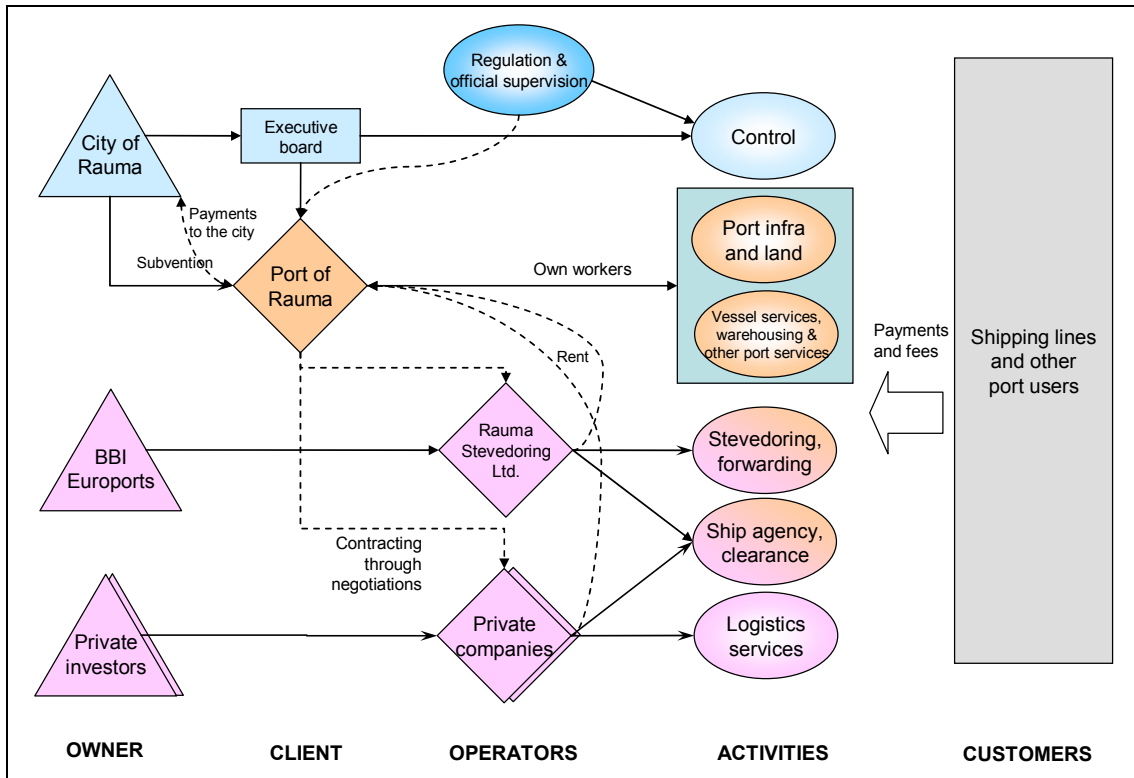 Regulation &
official supervision
City of
Rauma
Executive
board
Control
Payments
to the city
Subvention
Port of
Rauma
Own workers
Port infra
and land
Vessel services,
warehousing &
other port services
Rent
Payments
and fees
Shipping lines
and other
port users
BBI
Euroports
Rauma
Stevedoring
Ltd.
Stevedoring,
forwarding
Ship agency,
clearance
Contracting
through
negotiations
Private
investors
Private
companies
Logistics
services
OWNER
CLIENT
OPERATORS
ACTIVITIES
CUSTOMERS